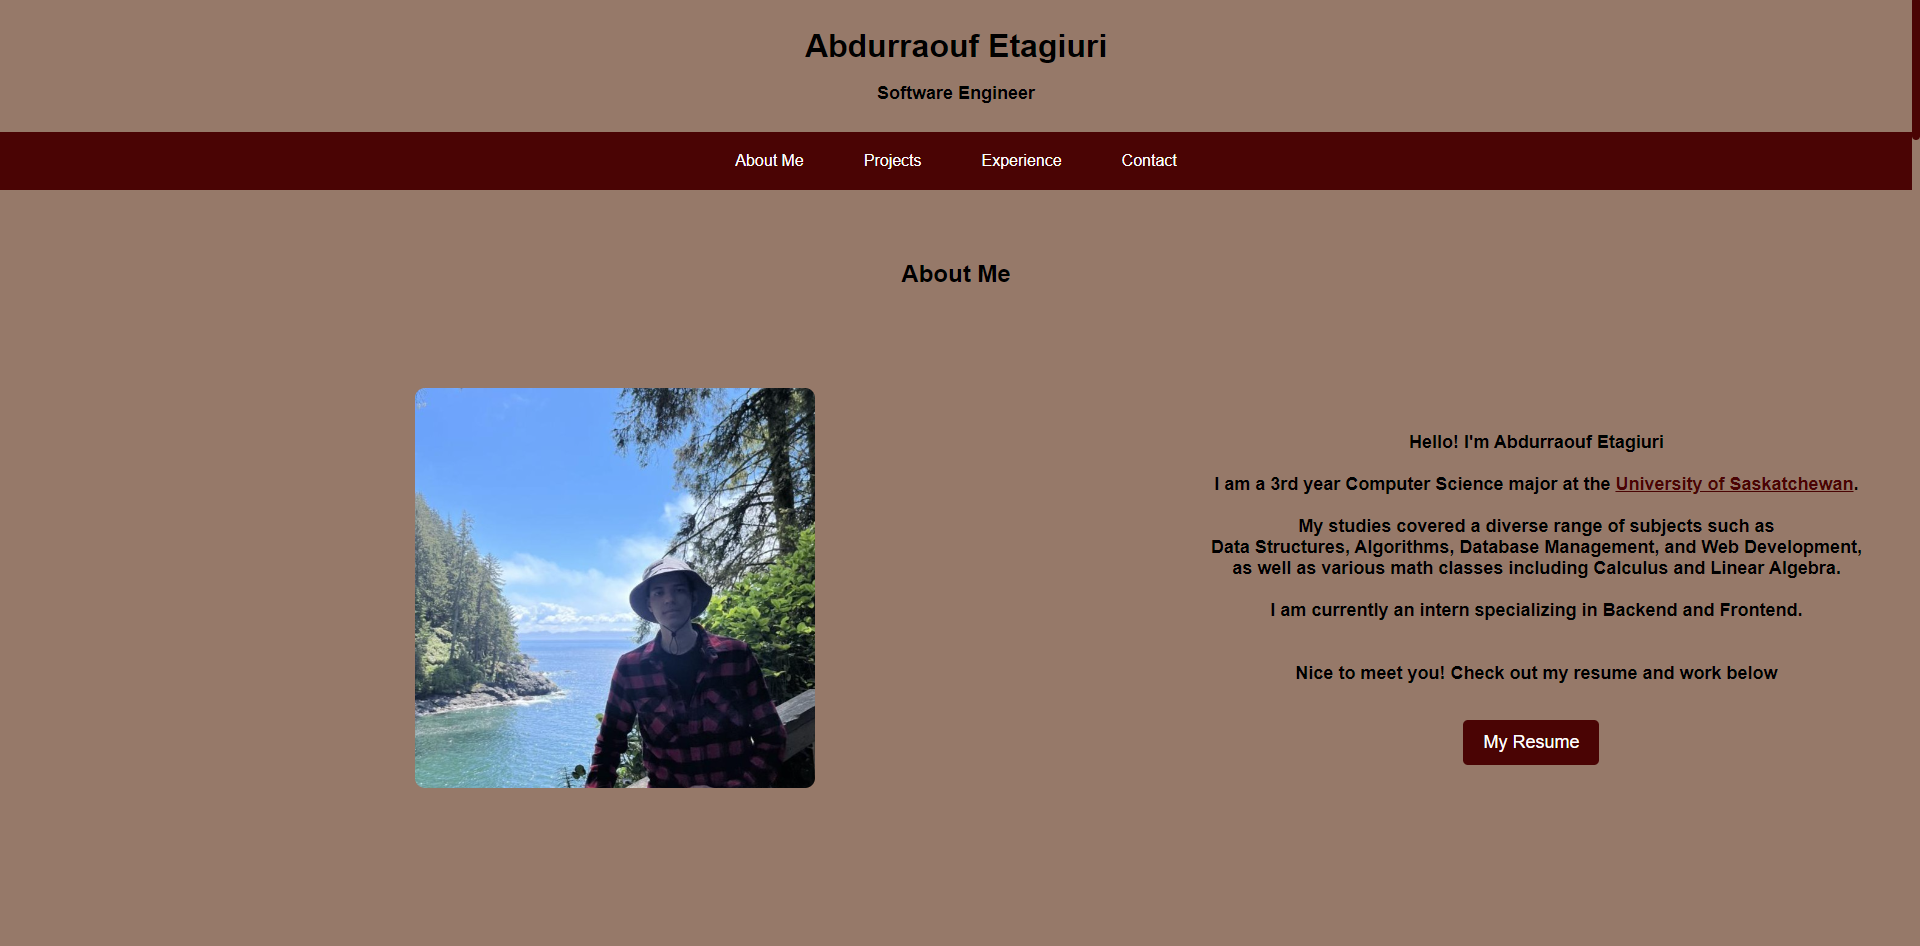 Abdurraouf Etagiuri
Software Engineer
About Me
Projects
Experience
Contact
About Me
Hello! I'm Abdurraouf Etagiuri
I am a 3rd year Computer Science major at the University of Saskatchewan.
My studies covered a diverse range of subjects such as
Data Structures, Algorithms, Database Management, and Web Development,
as well as various math classes including Calculus and Linear Algebra.
I am currently an intern specializing in Backend and Frontend.
Nice to meet you! Check out my resume and work below
My Resume